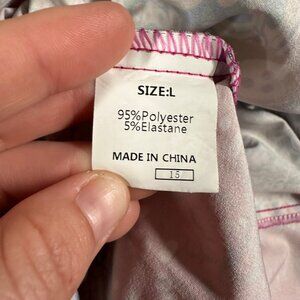 SIZE:L
95%Polyester
5%Elastane
MADE IN CHINA
15